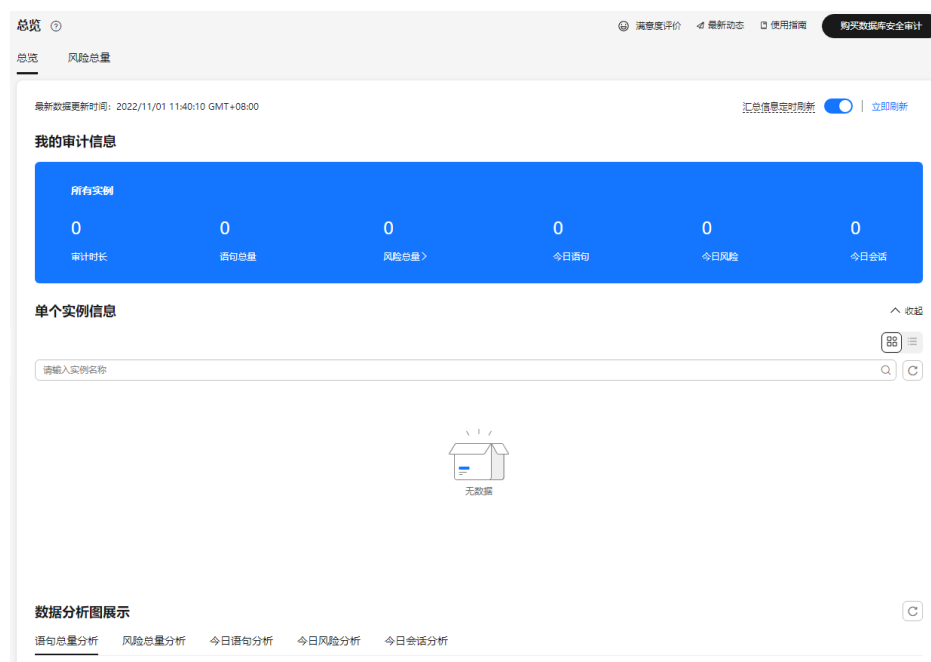 总览
满意度评价 最新动态 使用指南 购买数据库安全审计
总览 风险总量
最新数据更新时间：2022/11/01 11:40:10 GMT+08:00 汇总信息定时刷新 立即刷新
我的审计信息
所有实例
0 0 0 0 0 0
审计时长 语句总量 风险总量 今日语句 今日风险 今日会话
单个实例信息 收起
请输入实例名称
无数据
数据分析图展示
语句总量分析 风险总量分析 今日语句分析 今日风险分析 今日会话分析